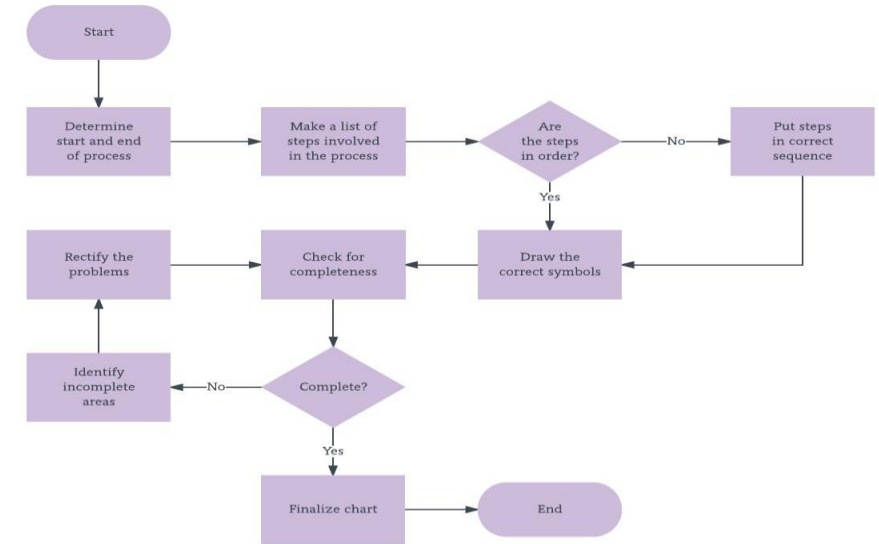 Start
Determine
start and end
of process
Make a list of
steps involved
in the process
Are
the steps
in order?
No
Put steps
in correct
sequence
Yes
Rectify the
problems
Check for
completeness
Draw the
correct symbols
Identify
incomplete
areas
No
Complete?
Yes
Finalize chart
End